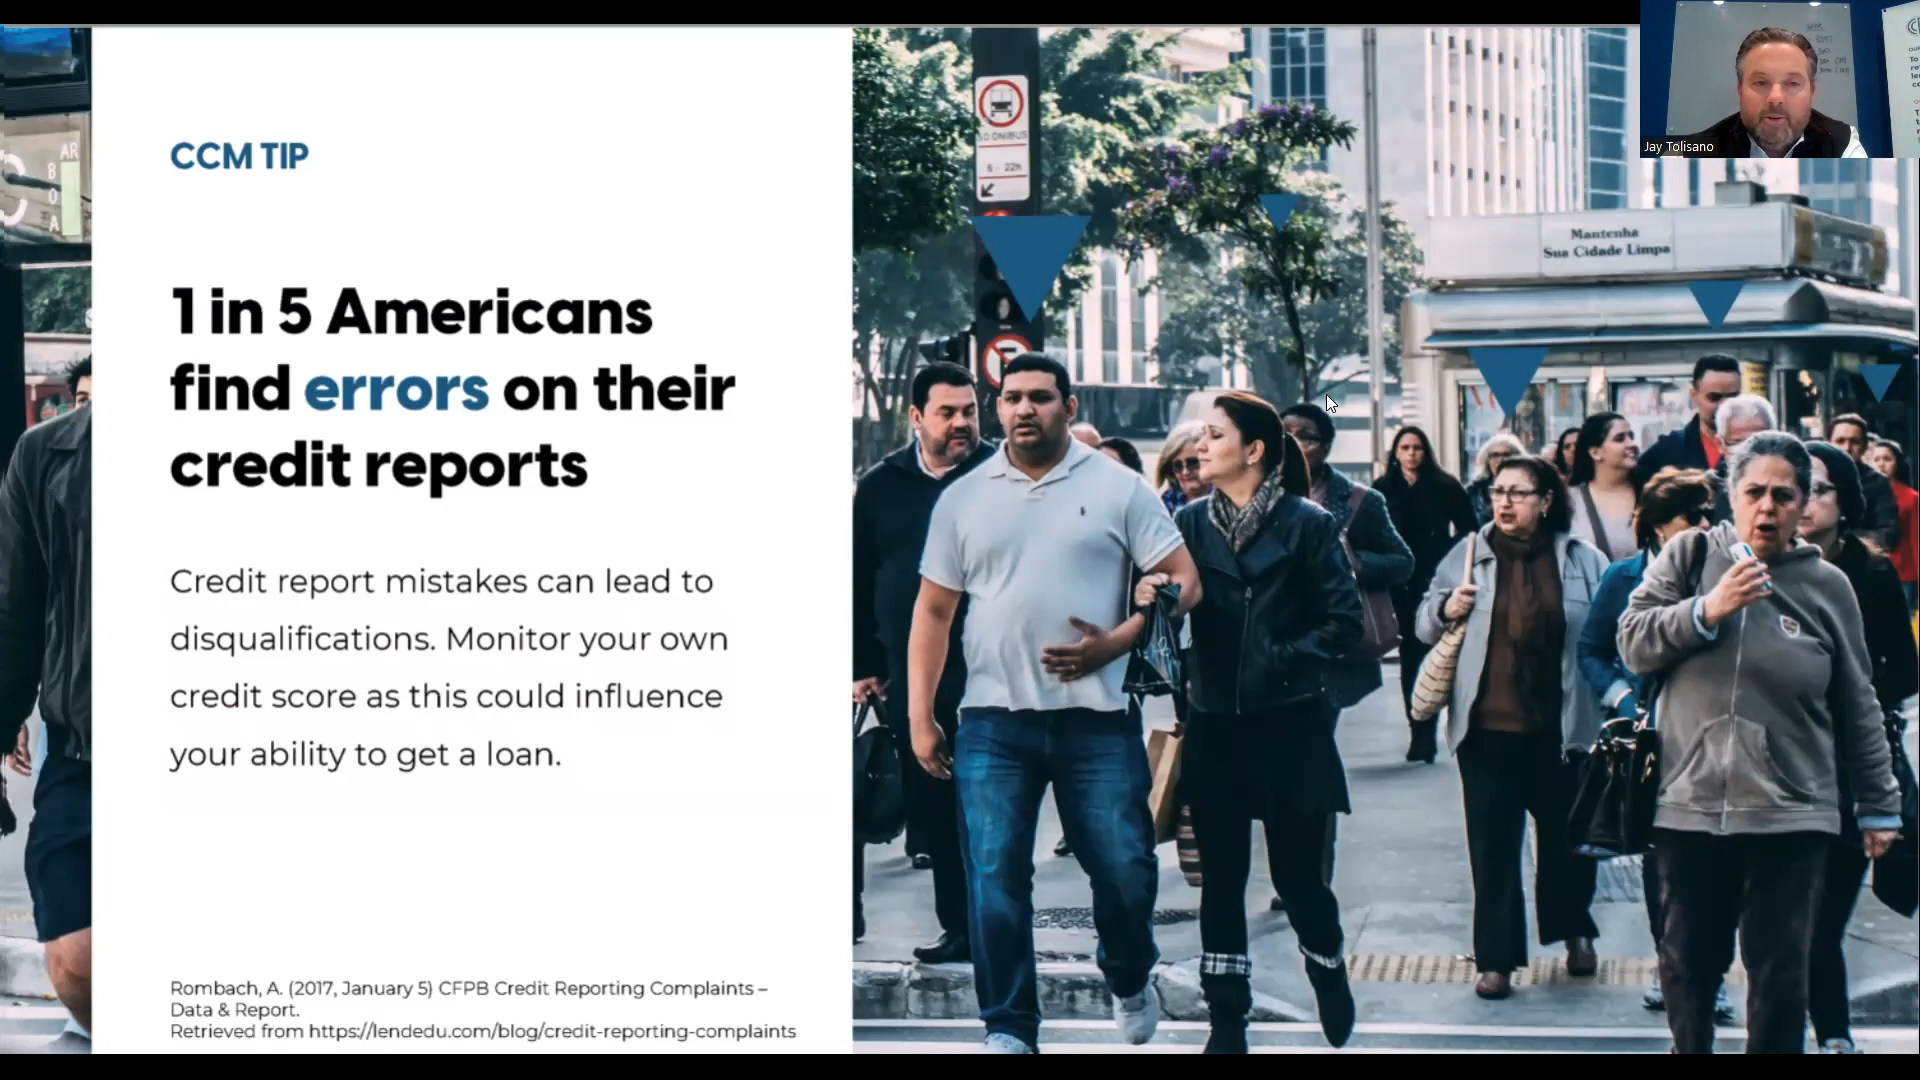 CCM TIP
1 in 5 Americans
find errors on their
credit reports
Credit report mistakes can lead to
disqualifications. Monitor your own
credit score as this could influence
your ability to get a loan.
Rombach, A. (2017, January 5) CFPB Credit Reporting Complaints –
Data & Report.
Retrieved from https://lendedu.com/blog/credit-reporting-complaints
Jay Tolisano
Mantenha
Sua Cidade Limpa
6 - 22h
AR
B
O
A